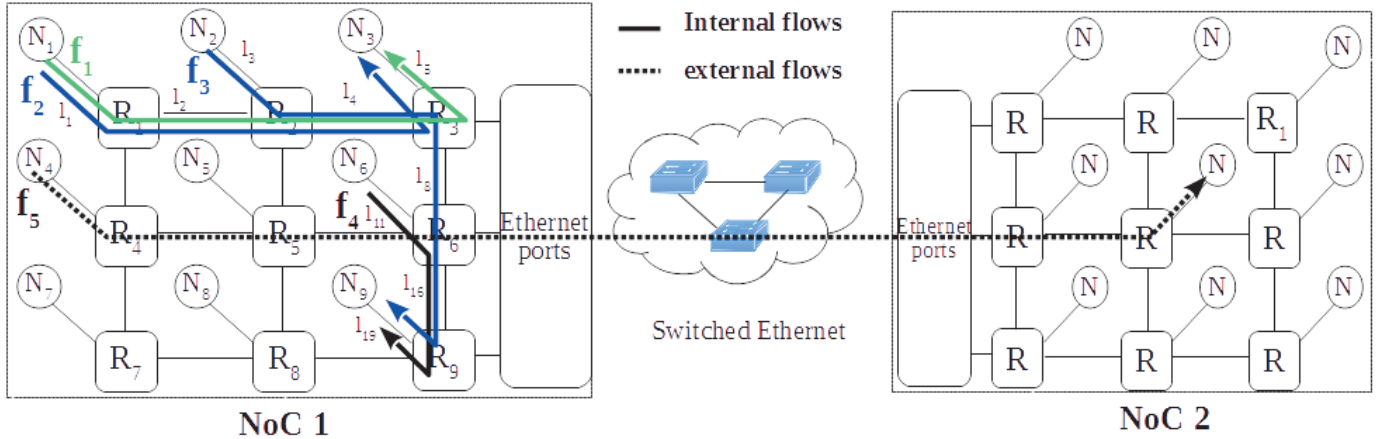 Internal flows
external flows
N1
N2
N3
f1
f2
f3
l1
l2
l3
l4
l5
R1
R2
R3
N4
N5
N6
f5
f4
l11
l8
R4
R5
R6
Ethernet
ports
N7
N8
N9
l16
l19
R7
R8
R9
NoC 1
Switched Ethernet
N
N
N
R
R
R1
N
N
N
Ethernet
ports
R
R
R
N
N
N
R
R
R
NoC 2